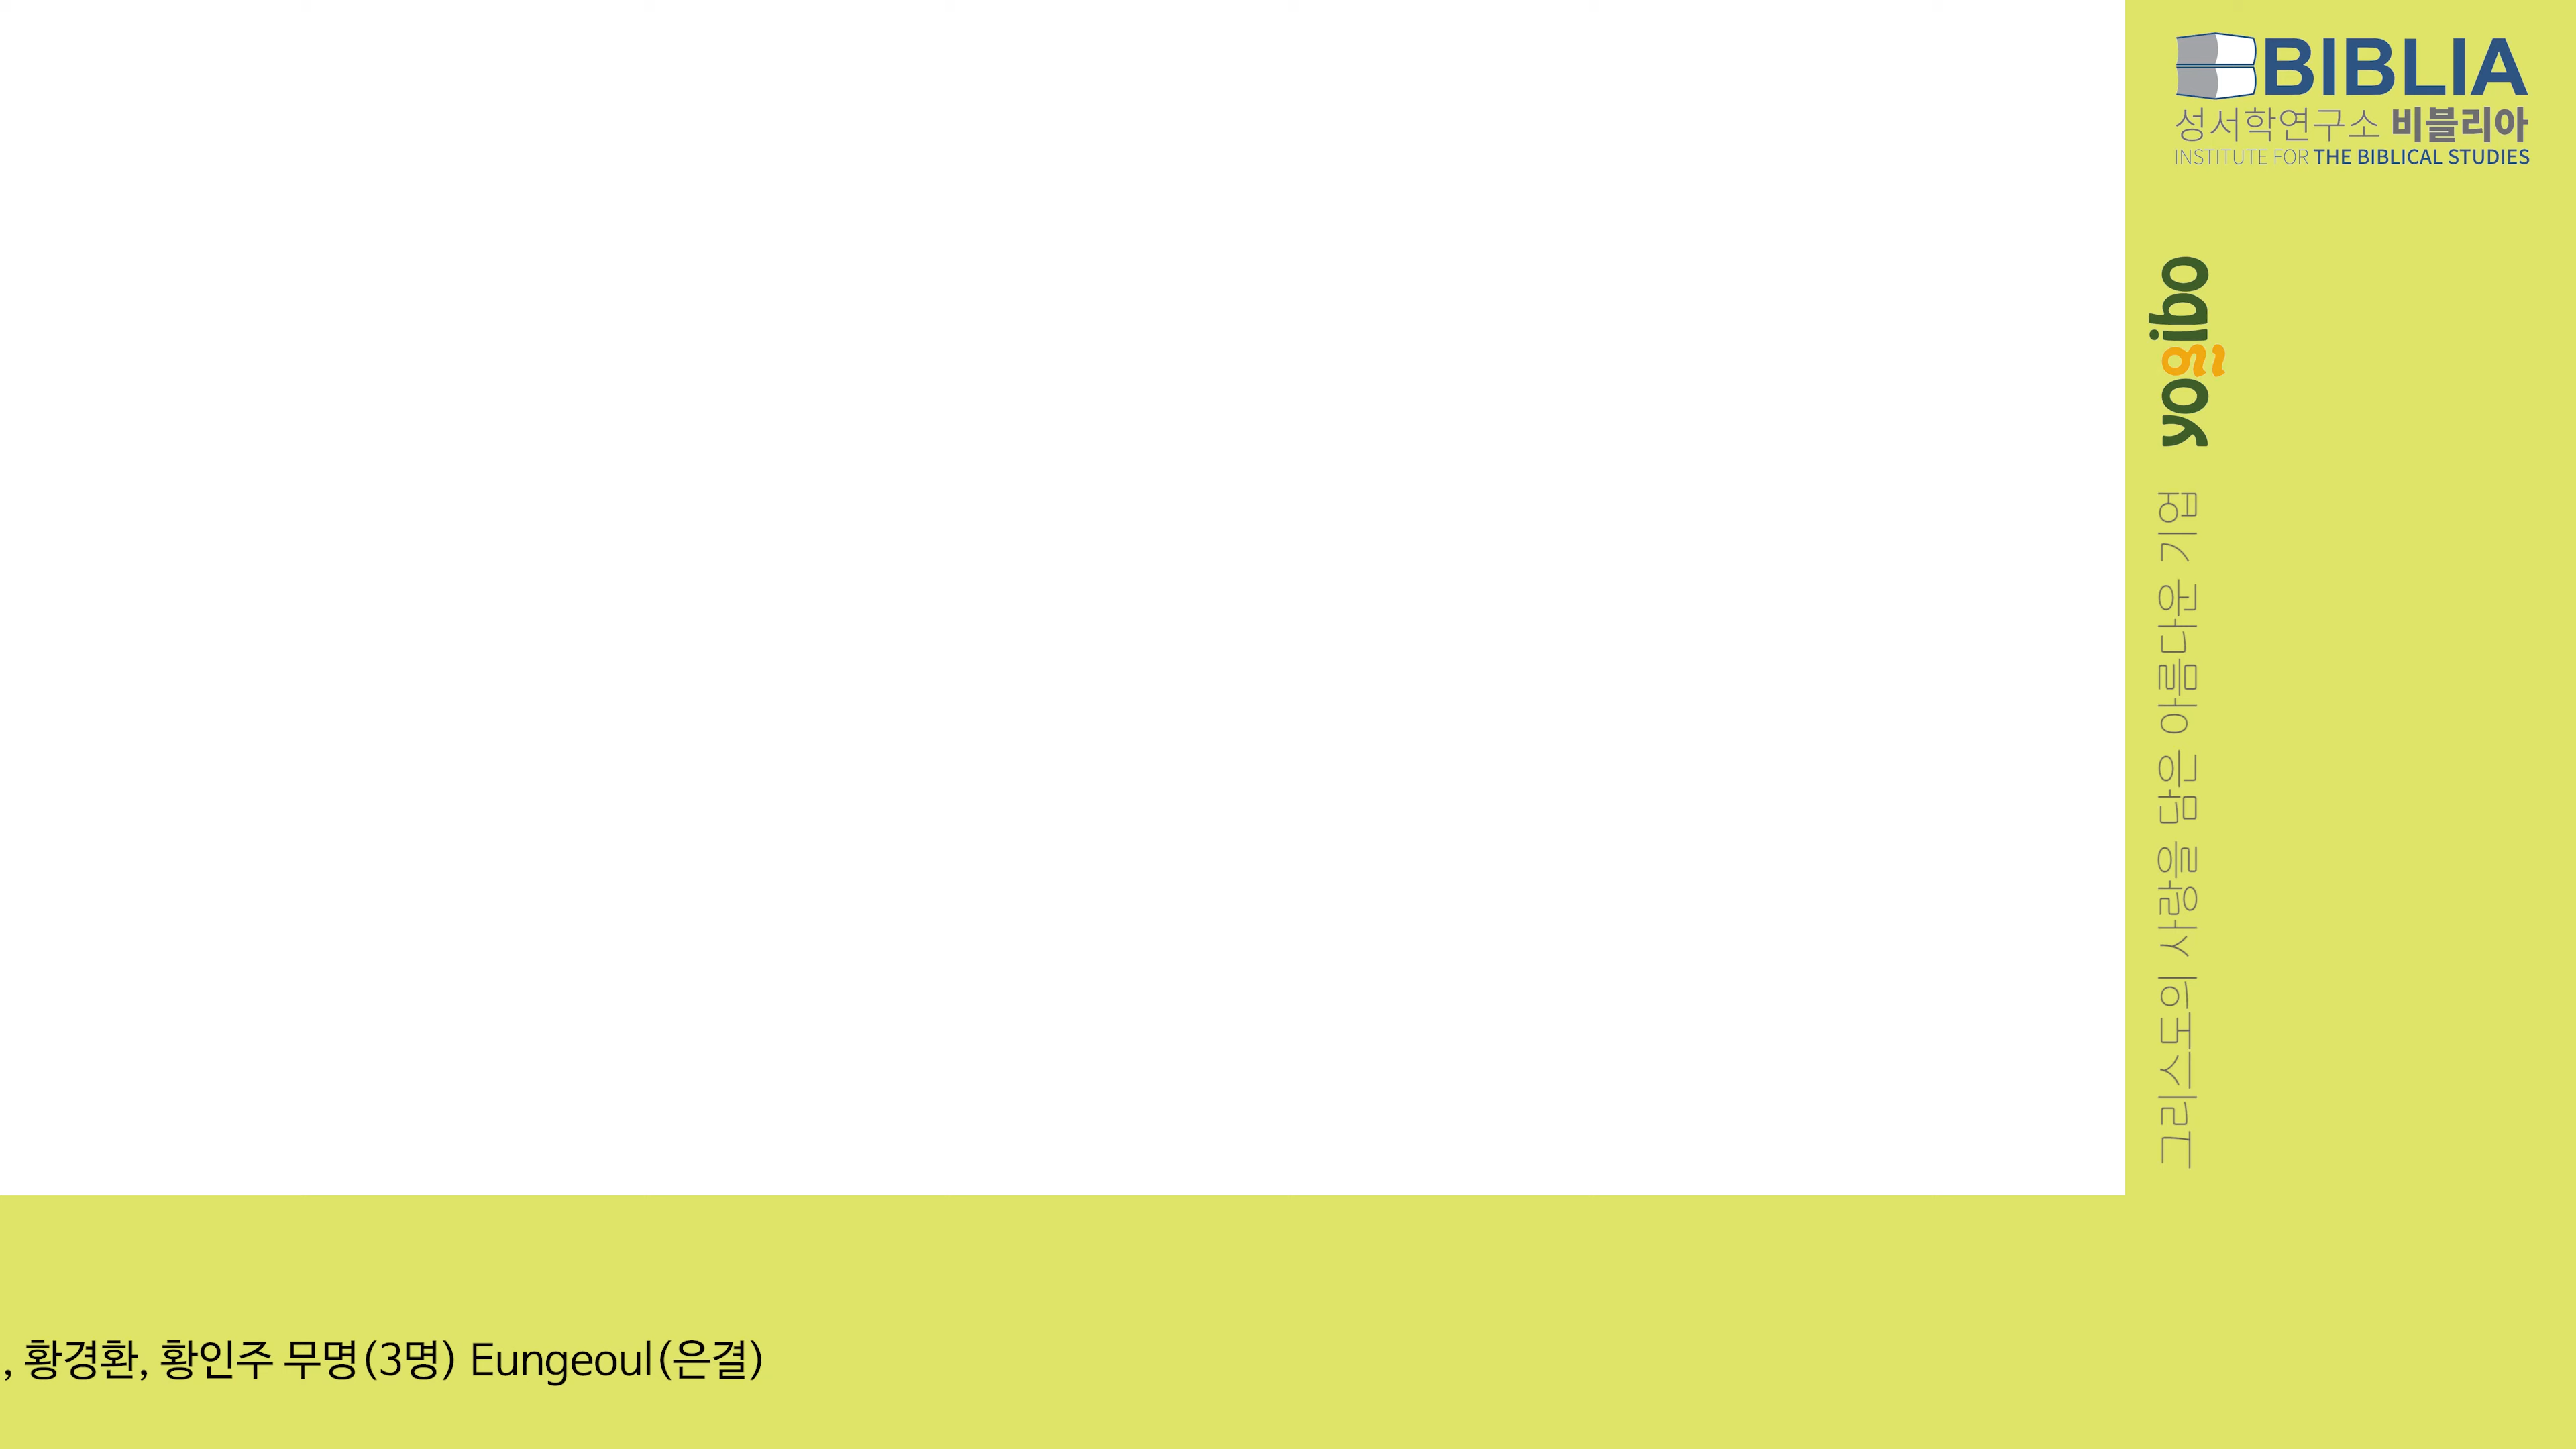 BIBLIA
성서학연구소 비블리아
INSTITUTE FOR THE BIBLICAL STUDIES
그리스도의 사랑을 담은 아름다운 기업 yogibo
, 황경환, 황인주 무명(3명) Eungeoul(은결)